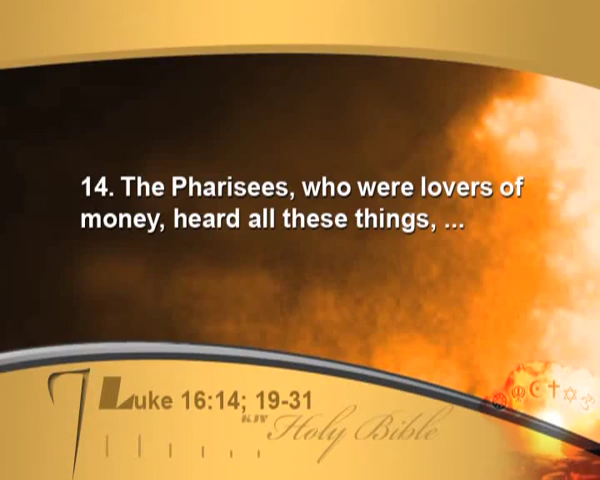 14. The Pharisees, who were lovers of
money, heard all these things, ...
Luke 16:14; 19-31
KJV
Holy Bible